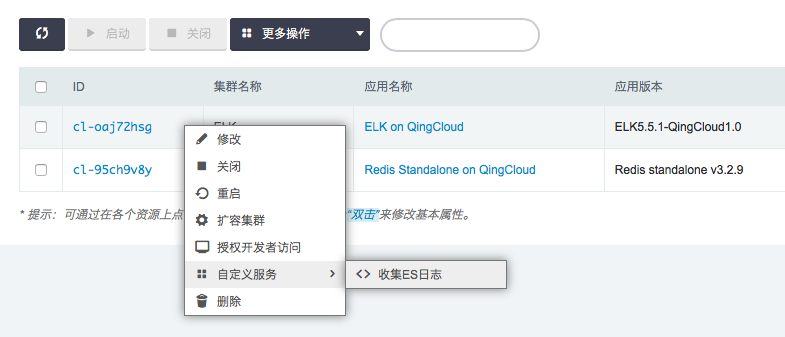 启动
关闭
更多操作
ID
集群名称
应用名称
应用版本
cl-oaj72hsg
ELK
ELK on QingCloud
ELK5.5.1-QingCloud1.0
cl-95ch9v8y
Redis Standalone on QingCloud
Redis standalone v3.2.9
* 提示：可通过在各个资源上点
“双击”来修改基本属性。
修改
关闭
重启
扩容集群
授权开发者访问
自定义服务
收集ES日志
删除